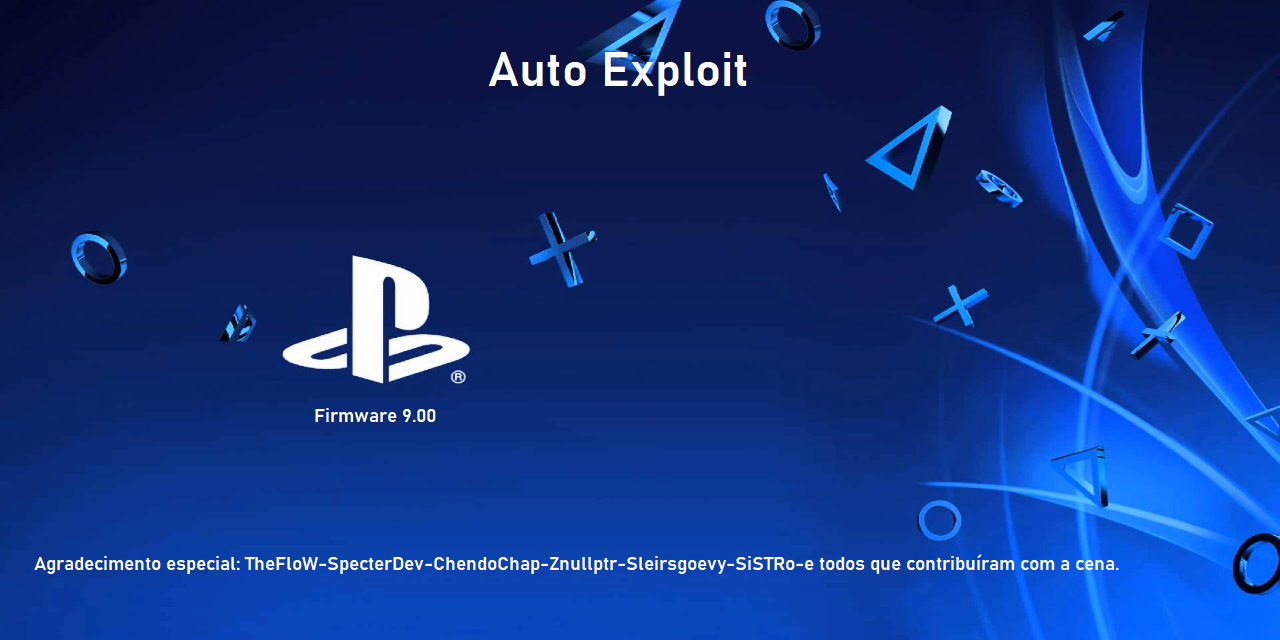 Auto Exploit
®
Firmware 9.00
Agradecimento especial: TheFloW-SpecterDev-ChendoChap-Znullptr-Sleirsgoevy-SiSTRo-e todos que contribuíram com a cena.